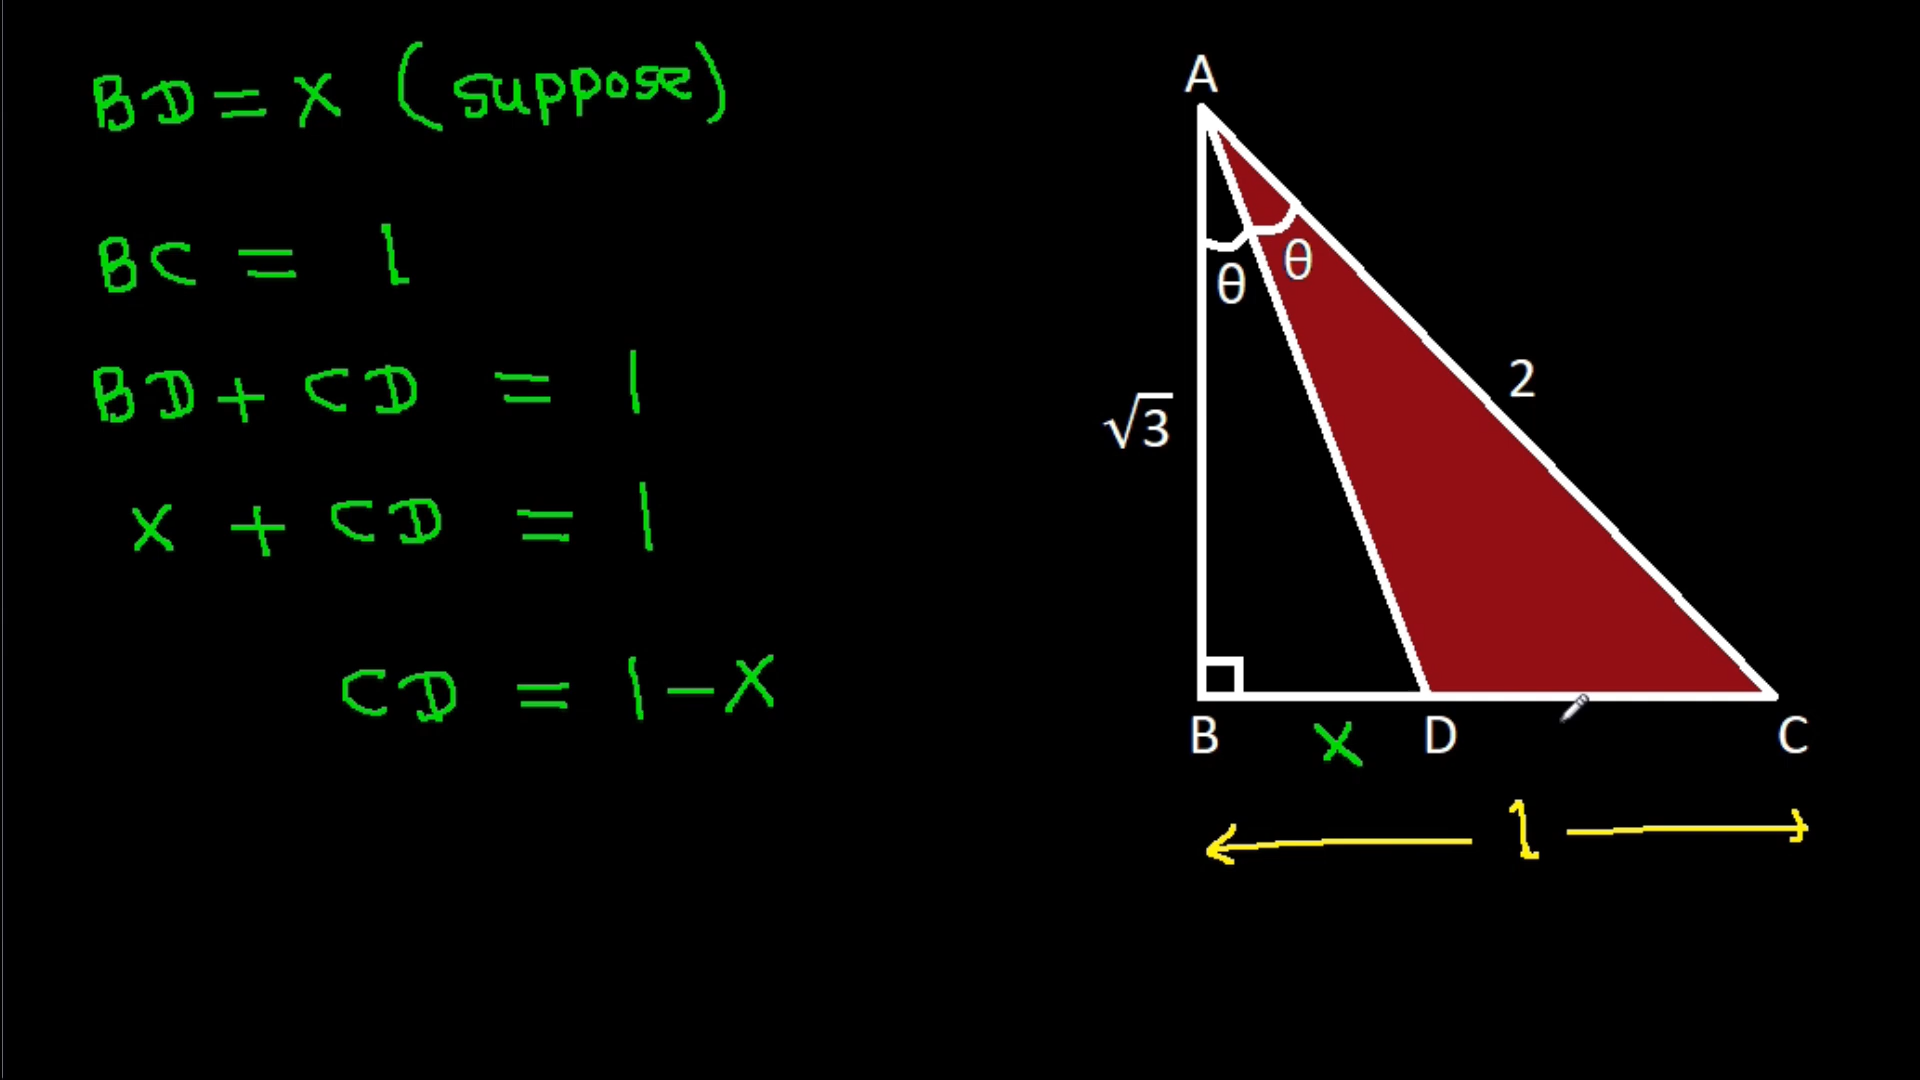 BD = x (suppose)
BC = 1
BD + CD = 1
x + CD = 1
CD = 1 - x
A
θ
θ
2
√3
B
x
D
C
1